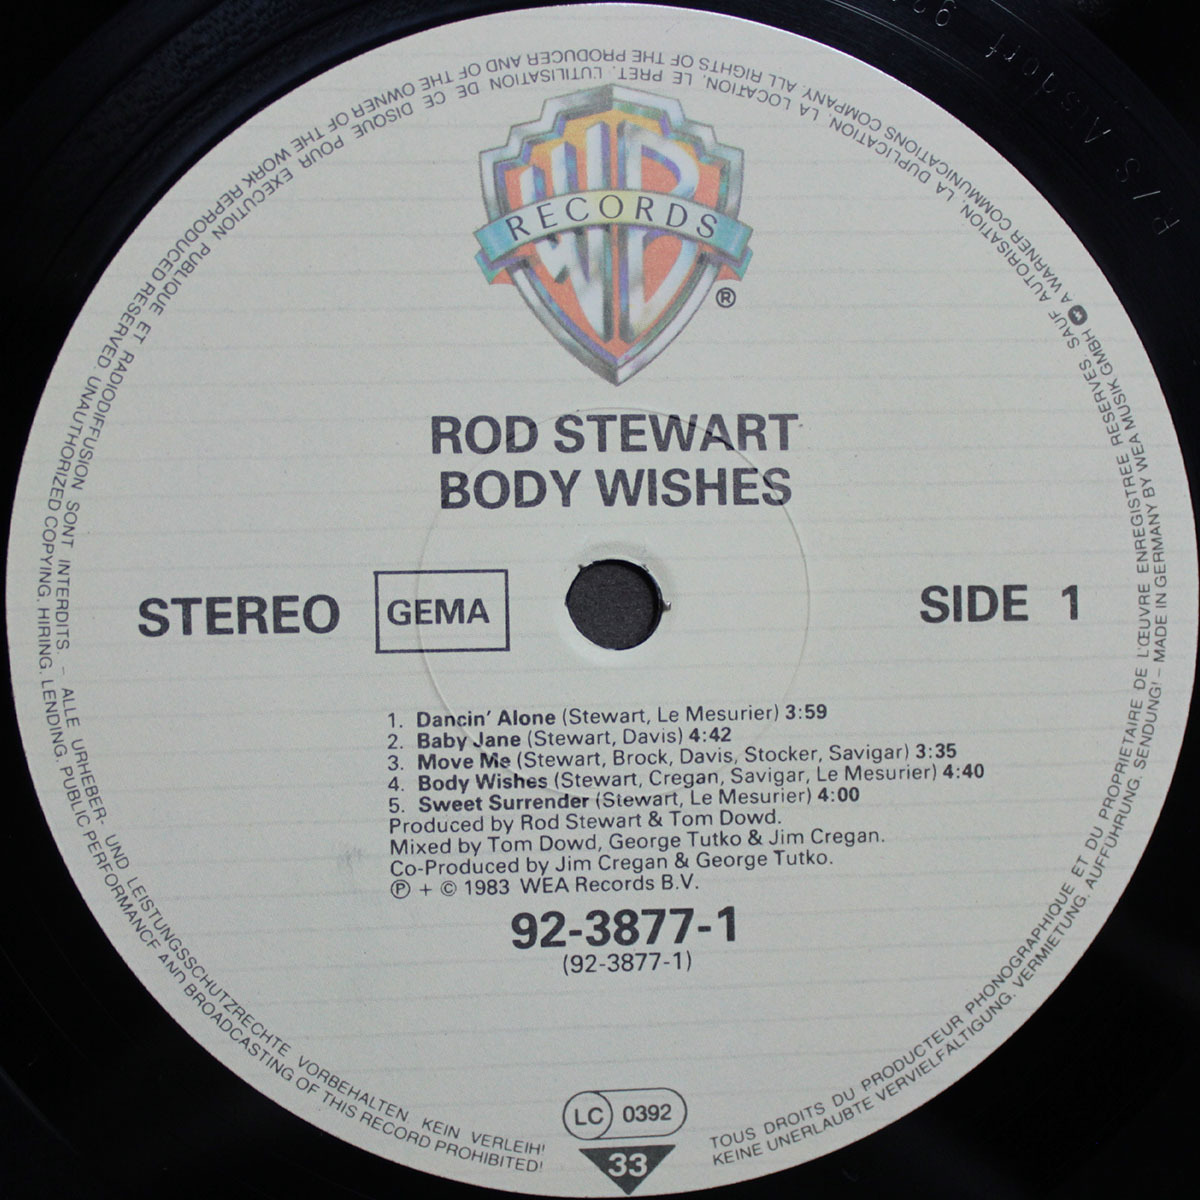 WB
RECORDS
®
ROD STEWART
BODY WISHES
STEREO
GEMA
SIDE 1
1. Dancin' Alone (Stewart, Le Mesurier) 3:59
2. Baby Jane (Stewart, Davis) 4:42
3. Move Me (Stewart, Brock, Davis, Stocker, Savigar) 3:35
4. Body Wishes (Stewart, Cregan, Savigar, Le Mesurier) 4:40
5. Sweet Surrender (Stewart, Le Mesurier) 4:00
Produced by Rod Stewart & Tom Dowd.
Mixed by Tom Dowd, George Tutko & Jim Cregan.
Co-Produced by Jim Cregan & George Tutko.
℗ + © 1983 WEA Records B.V.
92-3877-1
(92-3877-1)
LC 0392
33
ALL RIGHTS OF THE PRODUCER AND OF THE OWNER OF THE WORK REPRODUCED RESERVED. UNAUTHORIZED COPYING, HIRING, LENDING, PUBLIC PERFORMANCE AND BROADCASTING OF THIS RECORD PROHIBITED!
TOUS DROITS DU PRODUCTEUR PHONOGRAPHIQUE ET DU PROPRIETAIRE DE L'ŒUVRE ENREGISTREE RESERVES. SAUF AUTORISATION, LA DUPLICATION, LA LOCATION, LE PRET, L'UTILISATION DE CE DISQUE POUR EXECUTION PUBLIQUE ET RADIODIFFUSION SONT INTERDITS. – ALLE URHEBER- UND LEISTUNGSSCHUTZRECHTE VORBEHALTEN. KEIN VERLEIH!
KEINE UNERLAUBTE VERVIELFÄLTIGUNG, VERMIETUNG, AUFFÜHRUNG, SENDUNG! – MADE IN GERMANY BY WEA MUSIK GMBH A WARNER COMMUNICATIONS COMPANY.